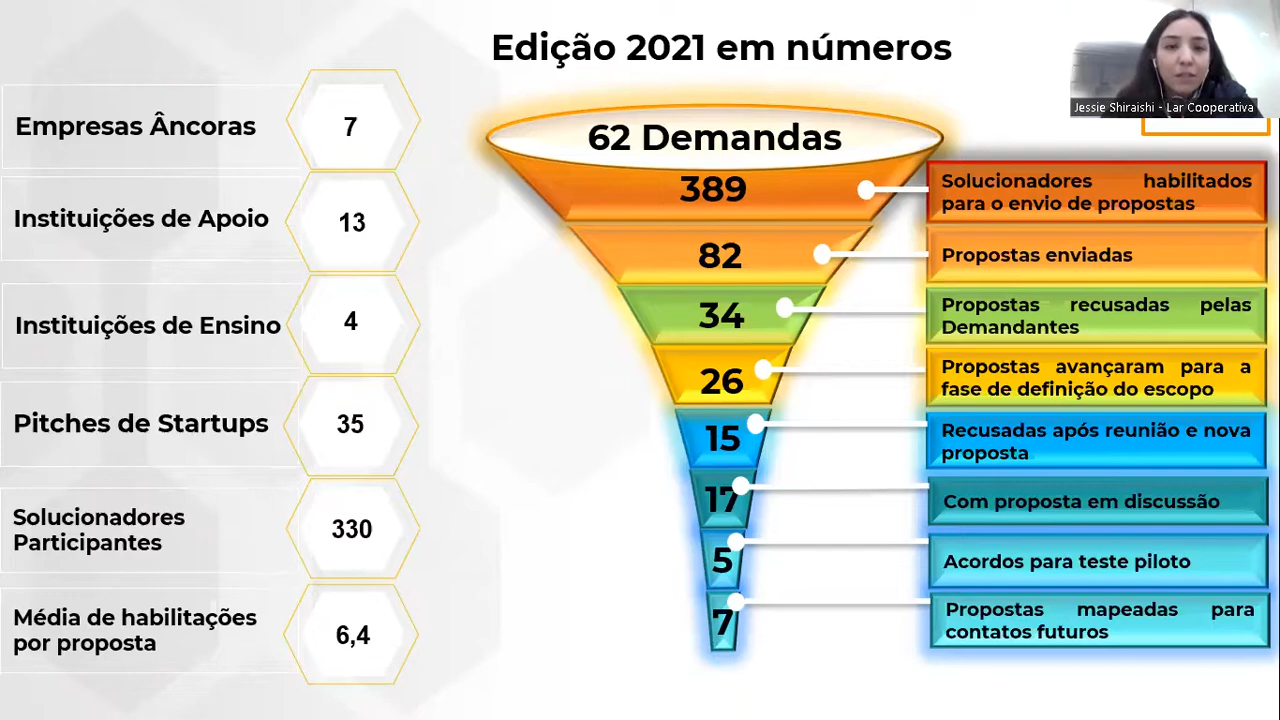 Edição 2021 em números
Jessie Shiraishi - Lar Cooperativa
Empresas Âncoras
7
Instituições de Apoio
13
Instituições de Ensino
4
Pitches de Startups
35
Solucionadores
Participantes
330
Média de habilitações
por proposta
6,4
62 Demandas
389
Solucionadores habilitados
para o envio de propostas
82
Propostas enviadas
34
Propostas recusadas pelas
Demandantes
26
Propostas avançaram para a
fase de definição do escopo
15
Recusadas após reunião e nova
proposta
17
Com proposta em discussão
5
Acordos para teste piloto
7
Propostas mapeadas para
contatos futuros